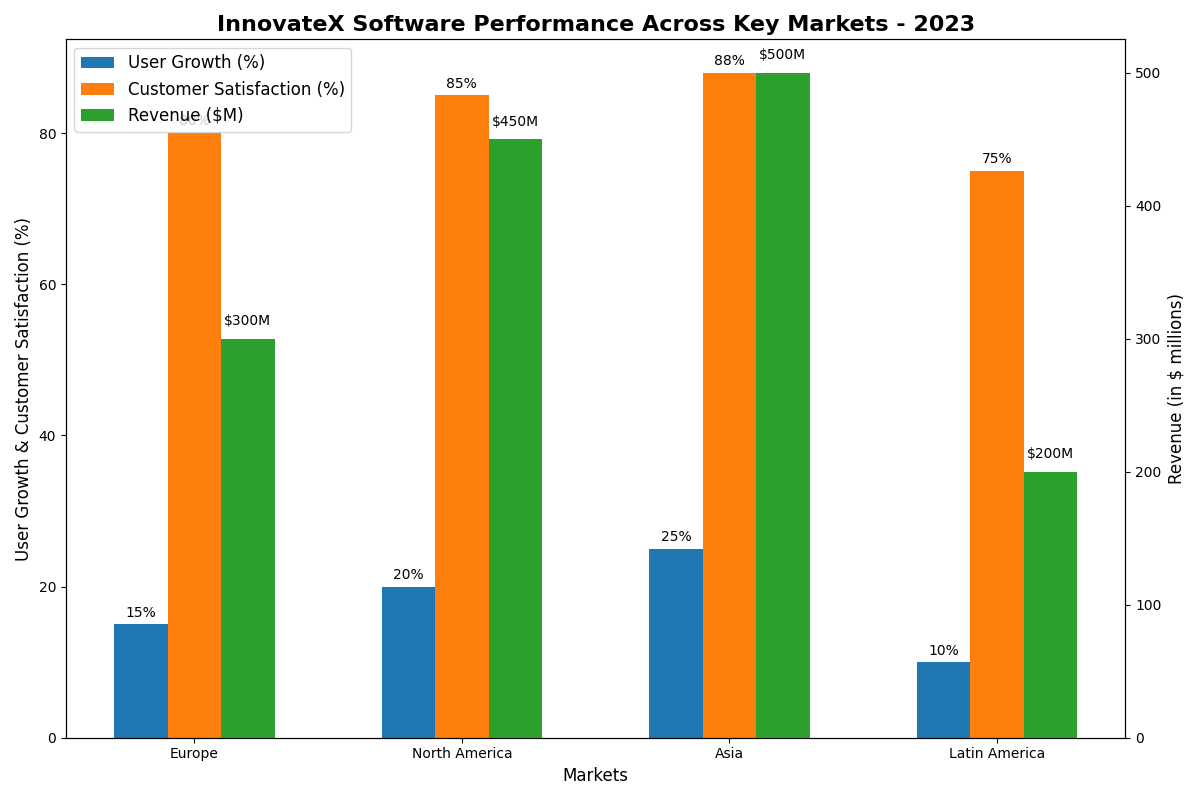 InnovateX Software Performance Across Key Markets - 2023
User Growth (%)
Customer Satisfaction (%)
Revenue ($M)
User Growth & Customer Satisfaction (%)
80
60
40
20
0
15%
80%
$300M
20%
85%
$450M
25%
88%
$500M
10%
75%
$200M
500
400
300
200
100
0
Revenue (in $ millions)
Europe
North America
Asia
Latin America
Markets